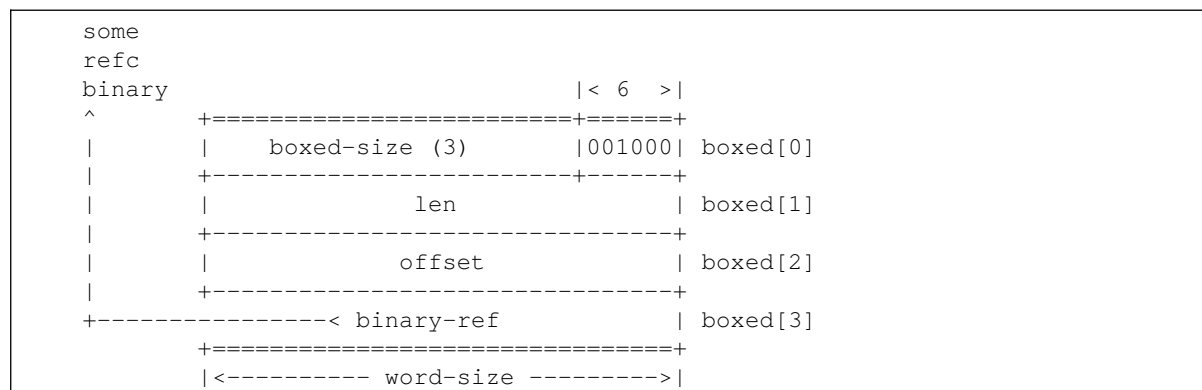 some
refc
binary                            |< 6  >|
^       +=========================+======+
|       |    boxed-size (3)       |001000| boxed[0]
|       +-------------------------+------+
|       |              len               | boxed[1]
|       +--------------------------------+
|       |             offset             | boxed[2]
|       +--------------------------------+
+----------------< binary-ref            | boxed[3]
        +================================+
        |<---------- word-size --------->|